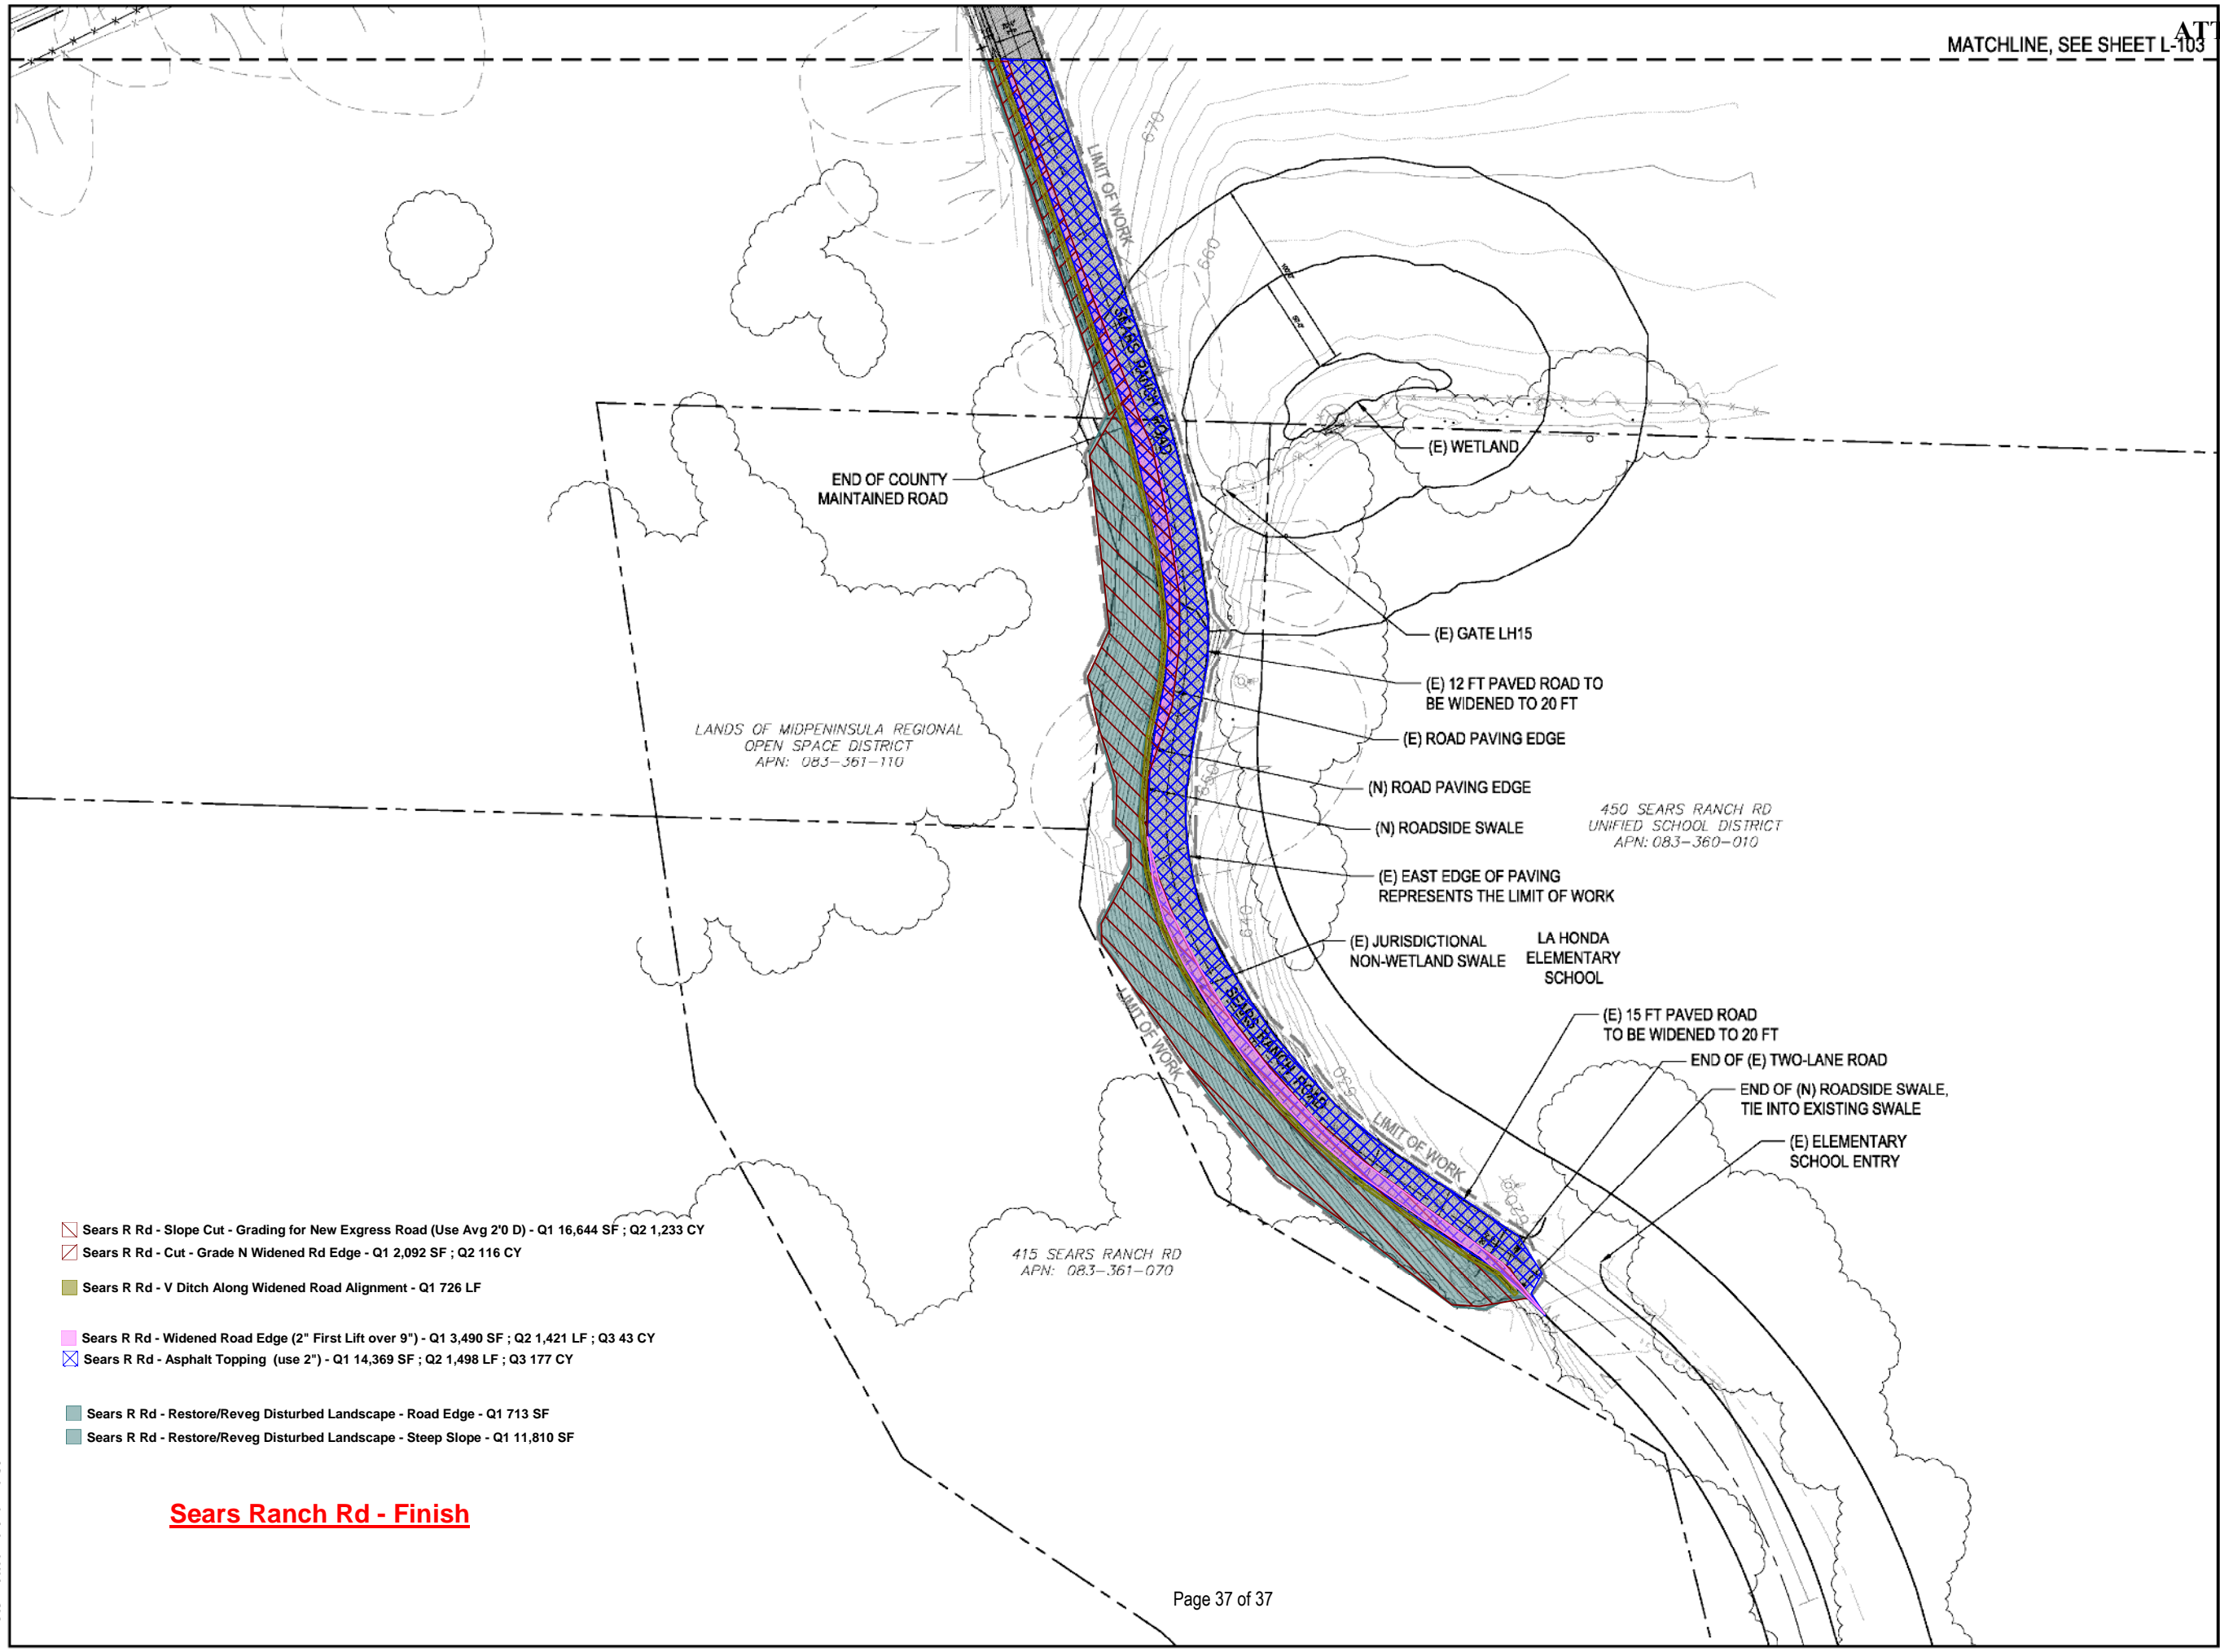 ATT
MATCHLINE, SEE SHEET L-103
670
LIMIT OF WORK
660
SEARS RANCH ROAD
(E) WETLAND
END OF COUNTY
MAINTAINED ROAD
(E) GATE LH15
(E) 12 FT PAVED ROAD TO
BE WIDENED TO 20 FT
LANDS OF MIDPENINSULA REGIONAL
OPEN SPACE DISTRICT
APN: 083-361-110
(E) ROAD PAVING EDGE
650
(N) ROAD PAVING EDGE
450 SEARS RANCH RD
UNIFIED SCHOOL DISTRICT
APN: 083-360-010
(N) ROADSIDE SWALE
(E) EAST EDGE OF PAVING
REPRESENTS THE LIMIT OF WORK
640
(E) JURISDICTIONAL
NON-WETLAND SWALE
LA HONDA
ELEMENTARY
SCHOOL
LIMIT OF WORK
SEARS RANCH ROAD
(E) 15 FT PAVED ROAD
TO BE WIDENED TO 20 FT
END OF (E) TWO-LANE ROAD
630
END OF (N) ROADSIDE SWALE,
TIE INTO EXISTING SWALE
LIMIT OF WORK
(E) ELEMENTARY
SCHOOL ENTRY
620
415 SEARS RANCH RD
APN: 083-361-070
Sears R Rd - Slope Cut - Grading for New Exgress Road (Use Avg 2'0 D) - Q1 16,644 SF ; Q2 1,233 CY
Sears R Rd - Cut - Grade N Widened Rd Edge - Q1 2,092 SF ; Q2 116 CY
Sears R Rd - V Ditch Along Widened Road Alignment - Q1 726 LF
Sears R Rd - Widened Road Edge (2" First Lift over 9") - Q1 3,490 SF ; Q2 1,421 LF ; Q3 43 CY
Sears R Rd - Asphalt Topping (use 2") - Q1 14,369 SF ; Q2 1,498 LF ; Q3 177 CY
Sears R Rd - Restore/Reveg Disturbed Landscape - Road Edge - Q1 713 SF
Sears R Rd - Restore/Reveg Disturbed Landscape - Steep Slope - Q1 11,810 SF
Sears Ranch Rd - Finish
Page 37 of 37